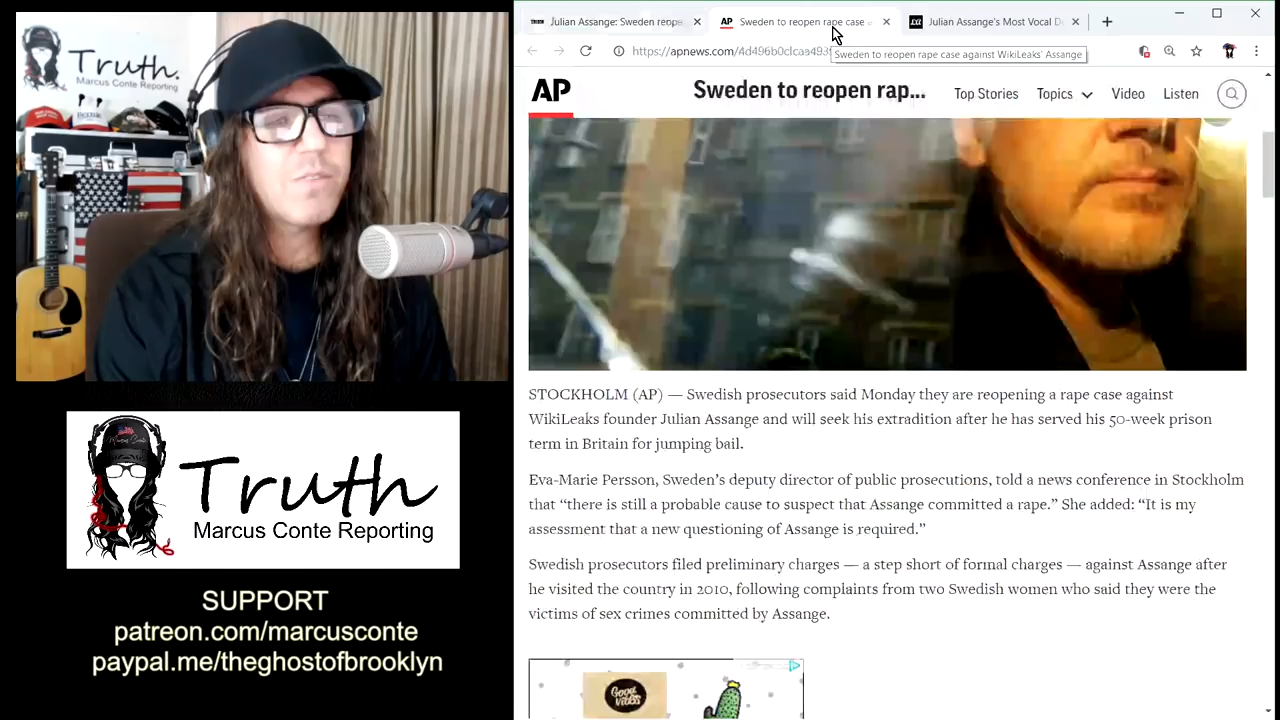 Truth.
Marcus Conte Reporting
Truth
Marcus Conte Reporting
SUPPORT
patreon.com/marcusconte
paypal.me/theghostofbrooklyn
Julian Assange: Sweden reope
Sweden to reopen rape case
Julian Assange's Most Vocal D
https://apnews.com/4d496b0c1caa493
Sweden to reopen rape case against WikiLeaks' Assange
AP
Sweden to reopen rap...
Top Stories
Topics
Video
Listen
STOCKHOLM (AP) — Swedish prosecutors said Monday they are reopening a rape case against
WikiLeaks founder Julian Assange and will seek his extradition after he has served his 50-week prison
term in Britain for jumping bail.
Eva-Marie Persson, Sweden's deputy director of public prosecutions, told a news conference in Stockholm
that “there is still a probable cause to suspect that Assange committed a rape.” She added: “It is my
assessment that a new questioning of Assange is required.”
Swedish prosecutors filed preliminary charges — a step short of formal charges — against Assange after
he visited the country in 2010, following complaints from two Swedish women who said they were the
victims of sex crimes committed by Assange.
GOOD
VIBES